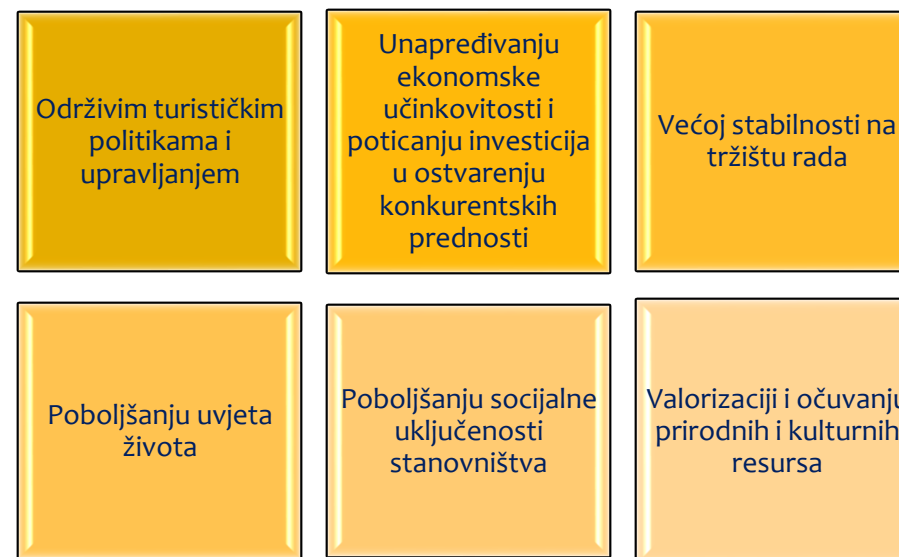 Održivim turističkim
politikama i
upravljanjem
Unapređivanju
ekonomske
učinkovitosti i
poticanju investicija
u ostvarenju
konkurentskih
prednosti
Većoj stabilnosti na
tržištu rada
Poboljšanju uvjeta
života
Poboljšanju socijalne
uključenosti
stanovništva
Valorizaciji i očuvanju
prirodnih i kulturnih
resursa